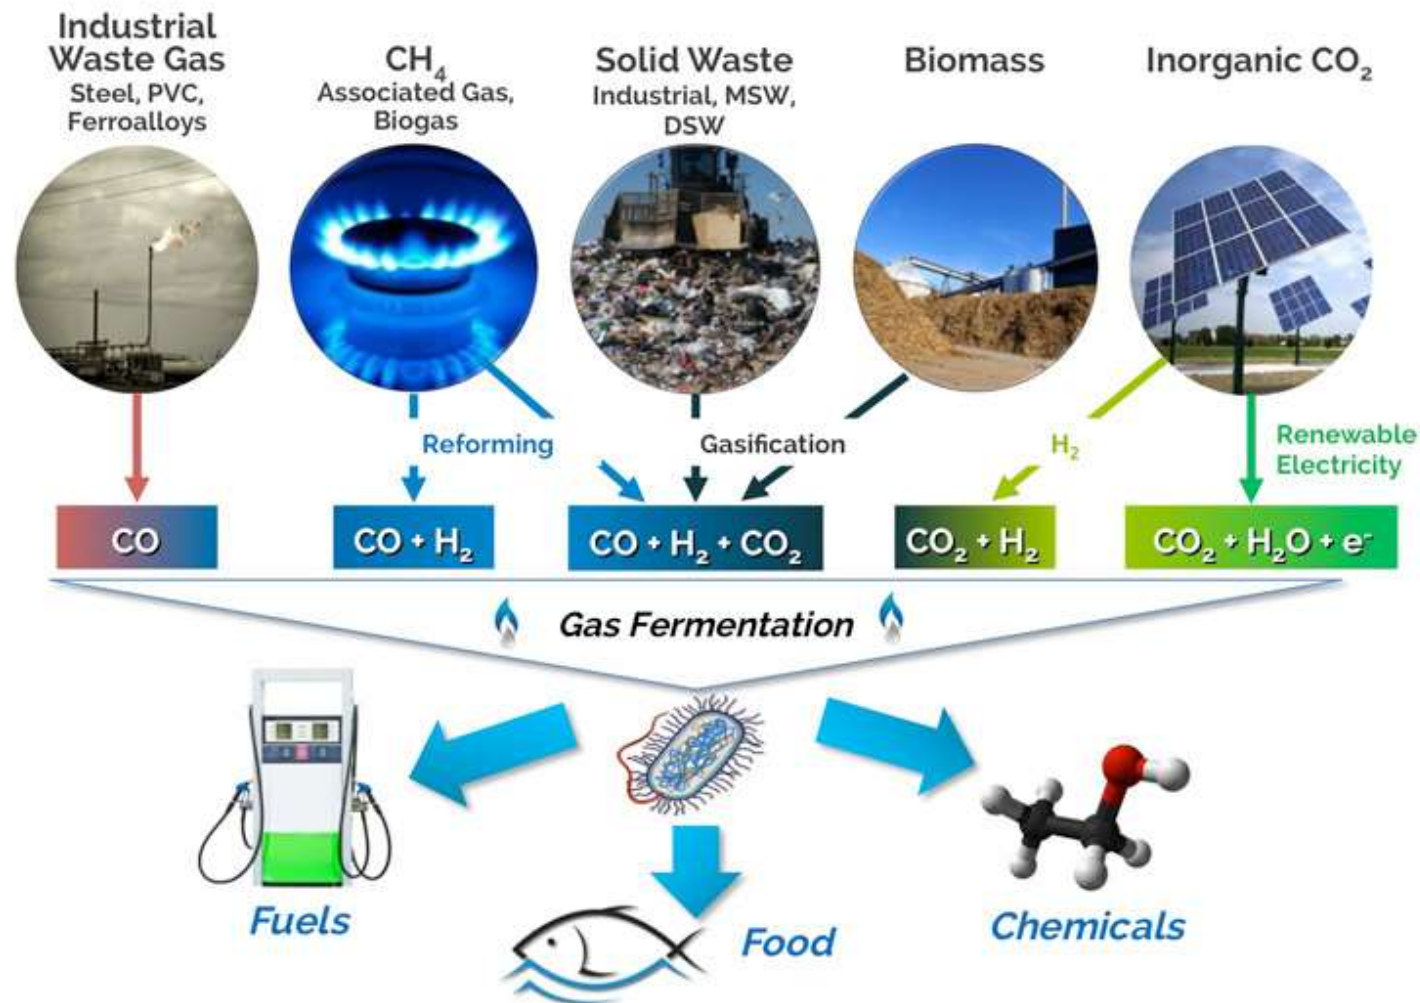 Industrial
Waste Gas
Steel, PVC,
Ferroalloys
CH₄
Associated Gas,
Biogas
Solid Waste
Industrial, MSW,
DSW
Biomass
Inorganic CO₂
Reforming
Gasification
H₂
Renewable
Electricity
CO
CO + H₂
CO + H₂ + CO₂
CO₂ + H₂
CO₂ + H₂O + e⁻
Gas Fermentation
Fuels
Food
Chemicals